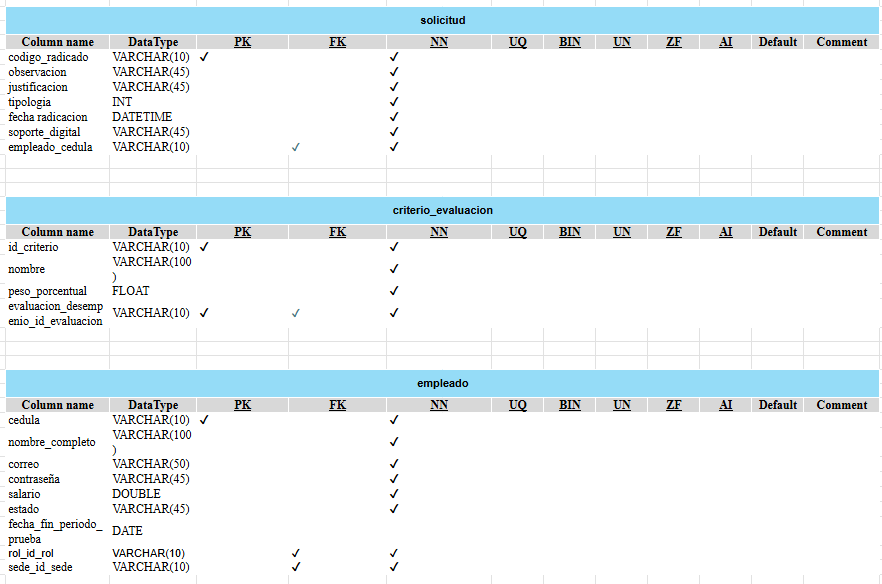 solicitud
Column name DataType PK FK NN UQ BIN UN ZF AI Default Comment
codigo_radicado VARCHAR(10) ✓ ✓
observacion VARCHAR(45) ✓
justificacion VARCHAR(45) ✓
tipologia INT ✓
fecha radicacion DATETIME ✓
soporte_digital VARCHAR(45) ✓
empleado_cedula VARCHAR(10) ✓ ✓
criterio_evaluacion
Column name DataType PK FK NN UQ BIN UN ZF AI Default Comment
id_criterio VARCHAR(10) ✓ ✓
nombre VARCHAR(100
) ✓
peso_porcentual FLOAT ✓
evaluacion_desemp
enio_id_evaluacion VARCHAR(10) ✓ ✓ ✓
empleado
Column name DataType PK FK NN UQ BIN UN ZF AI Default Comment
cedula VARCHAR(10) ✓ ✓
nombre_completo VARCHAR(100
) ✓
correo VARCHAR(50) ✓
contraseña VARCHAR(45) ✓
salario DOUBLE ✓
estado VARCHAR(45) ✓
fecha_fin_periodo_
prueba DATE
rol_id_rol VARCHAR(10) ✓ ✓
sede_id_sede VARCHAR(10) ✓ ✓